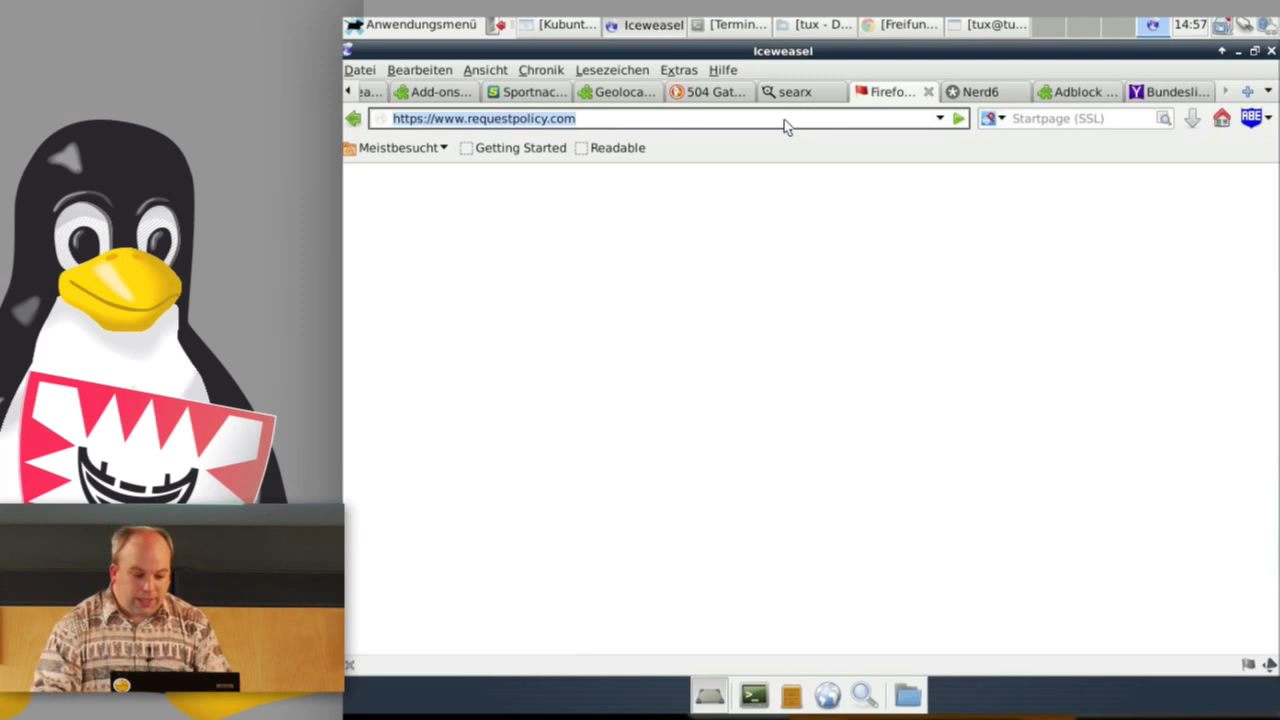 Anwendungsmenü [Kubunt... Iceweasel [Termin... [tux - D... [Freifun... [tux@tu... 14:57
Iceweasel
Datei Bearbeiten Ansicht Chronik Lesezeichen Extras Hilfe
ea... Add-ons... Sportnac... Geoloca... 504 Gat... searx Firefo... Nerd6 Adblock ... Bundesli...
https://www.requestpolicy.com Startpage (SSL) ABE
Meistbesucht Getting Started Readable